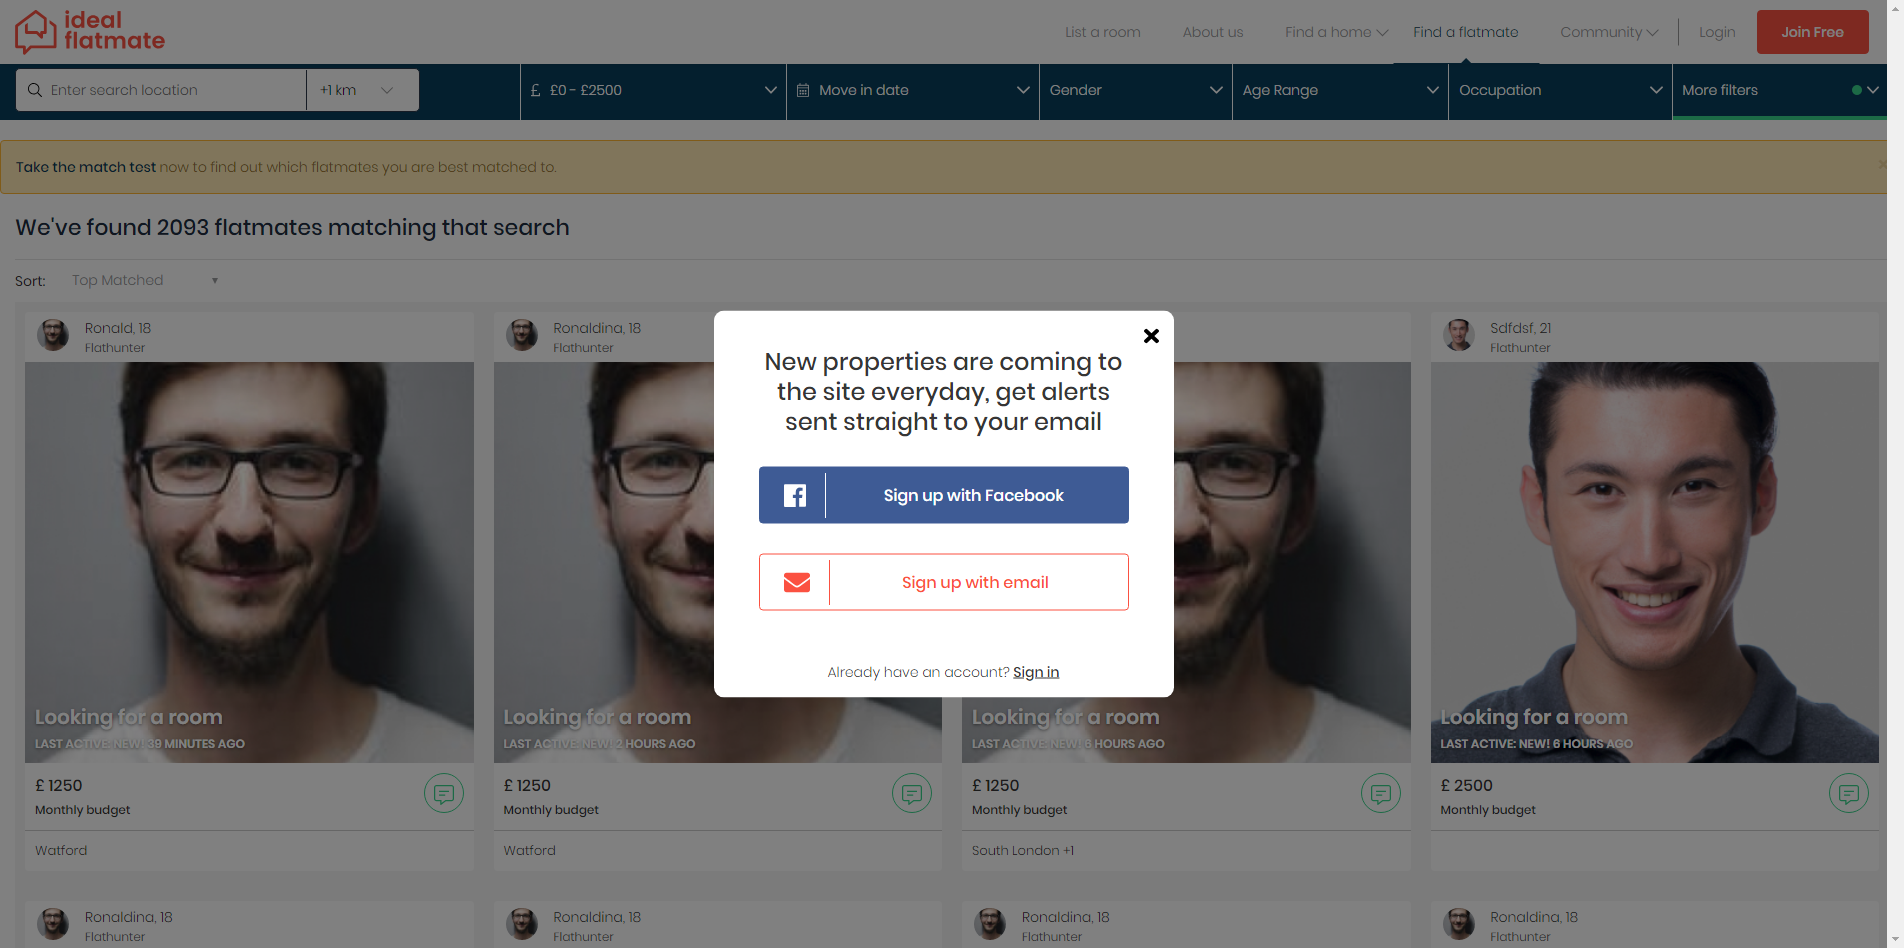 ideal
flatmate
List a room
About us
Find a home
Find a flatmate
Community
Login
Join Free
Enter search location
+1 km
£ £0 - £2500
Move in date
Gender
Age Range
Occupation
More filters
Take the match test now to find out which flatmates you are best matched to.
We've found 2093 flatmates matching that search
Sort: Top Matched
Ronald, 18
Flathunter
Looking for a room
LAST ACTIVE: NEW! 39 MINUTES AGO
£ 1250
Monthly budget
Watford
Ronaldina, 18
Flathunter
Looking for a room
LAST ACTIVE: NEW! 2 HOURS AGO
£ 1250
Monthly budget
Watford
Looking for a room
LAST ACTIVE: NEW! 6 HOURS AGO
£ 1250
Monthly budget
South London +1
Sdfdsf, 21
Flathunter
Looking for a room
LAST ACTIVE: NEW! 6 HOURS AGO
£ 2500
Monthly budget
New properties are coming to
the site everyday, get alerts
sent straight to your email
Sign up with Facebook
Sign up with email
Already have an account? Sign in
Ronaldina, 18
Flathunter
Ronaldina, 18
Flathunter
Ronaldina, 18
Flathunter
Ronaldina, 18
Flathunter